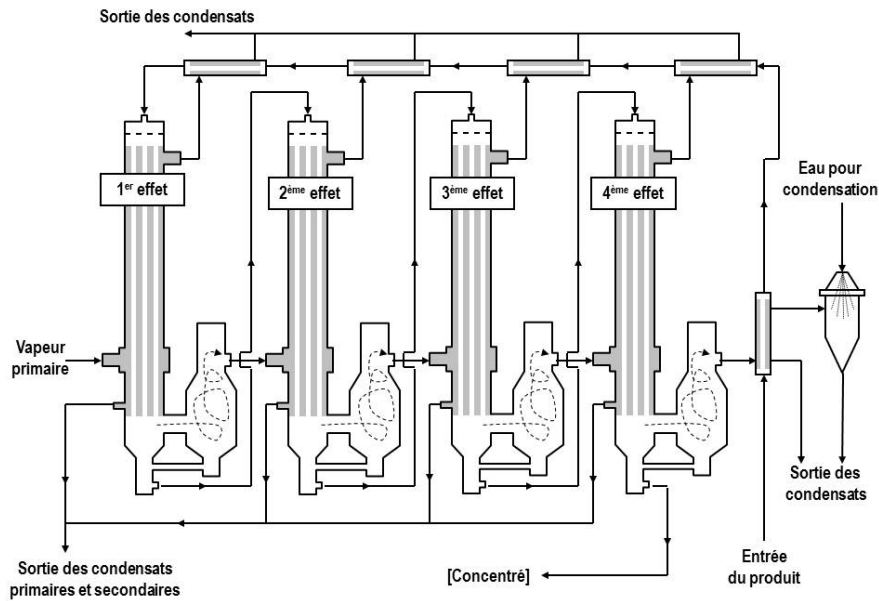 Sortie des condensats
1er effet
2ème effet
3ème effet
4ème effet
Eau pour
condensation
Vapeur
primaire
Sortie des
condensats
Sortie des condensats
primaires et secondaires
[Concentré]
Entrée
du produit